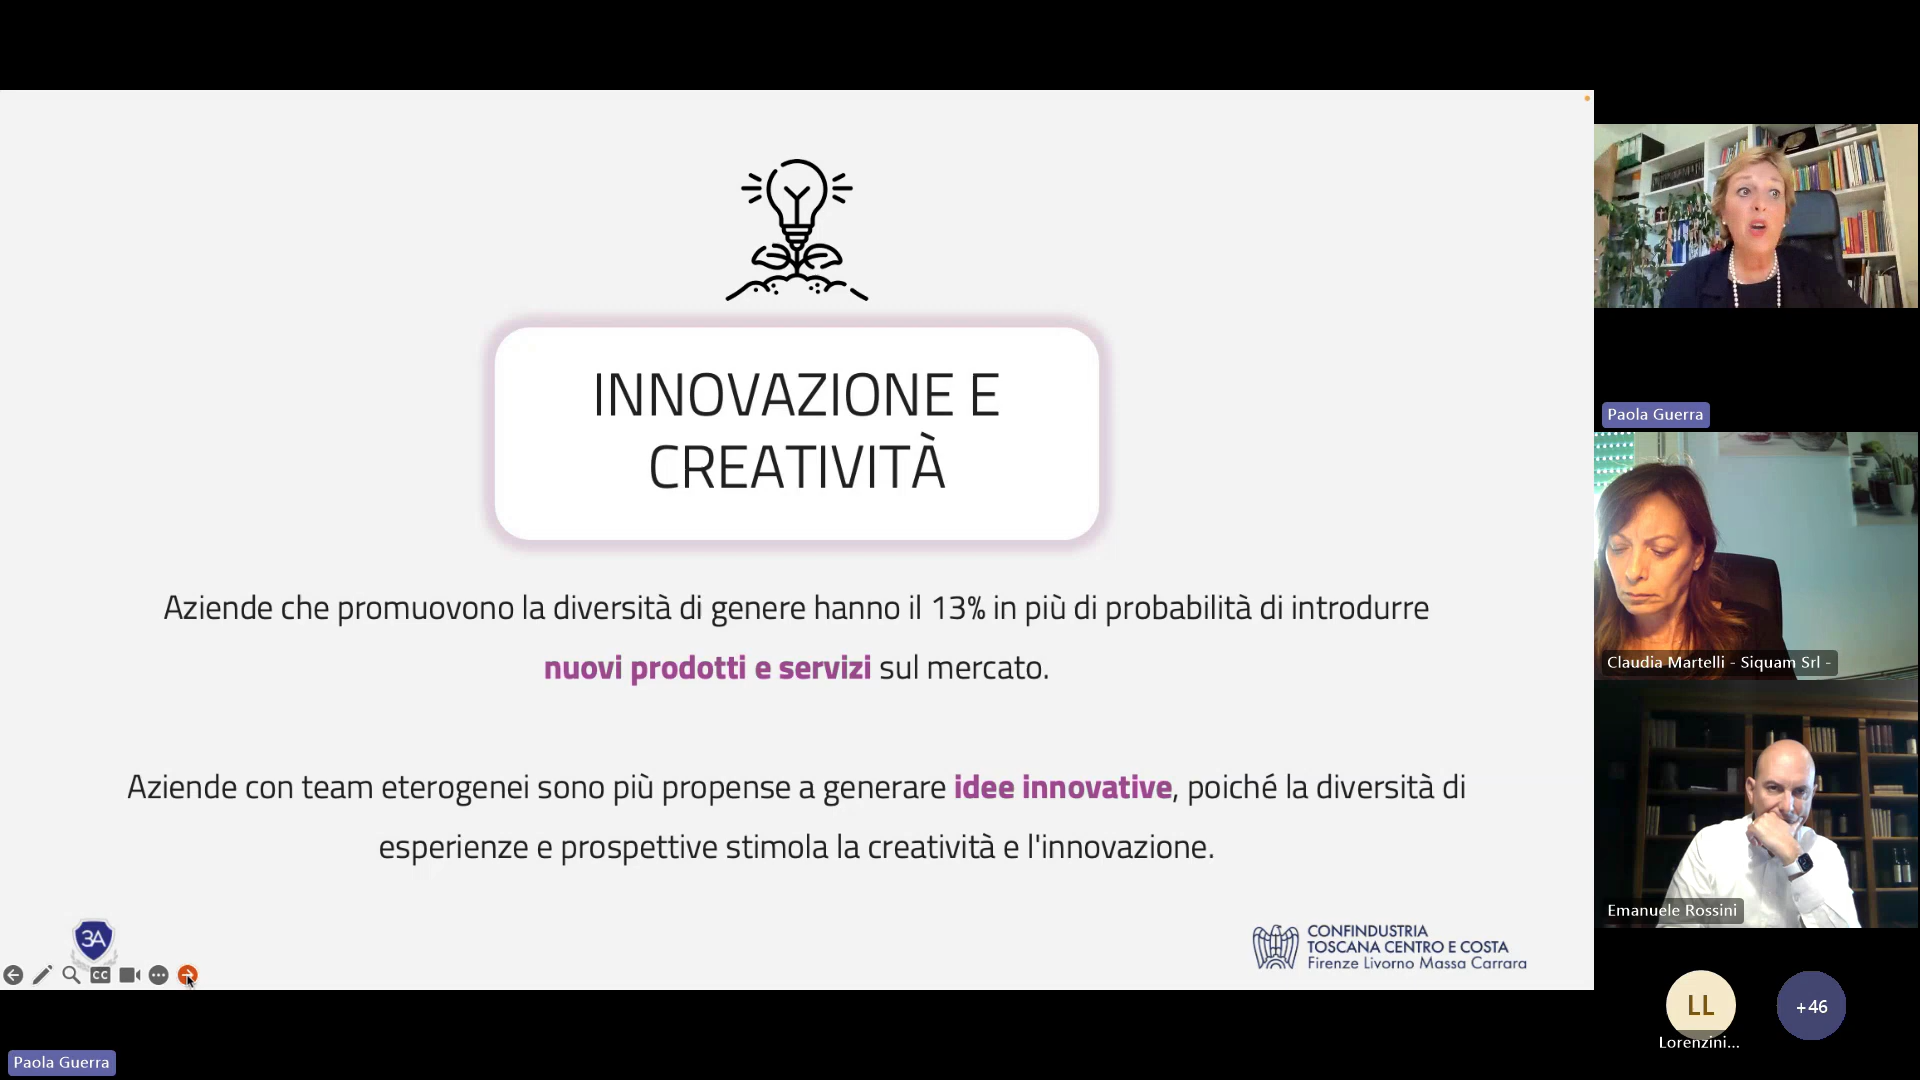 INNOVAZIONE E
CREATIVITÀ
Aziende che promuovono la diversità di genere hanno il 13% in più di probabilità di introdurre
nuovi prodotti e servizi sul mercato.
Aziende con team eterogenei sono più propense a generare idee innovative, poiché la diversità di
esperienze e prospettive stimola la creatività e l'innovazione.
3A
CONFINDUSTRIA
TOSCANA CENTRO E COSTA
Firenze Livorno Massa Carrara
CC
Paola Guerra
Paola Guerra
Claudia Martelli - Siquam Srl -
Emanuele Rossini
LL
Lorenzini...
+46